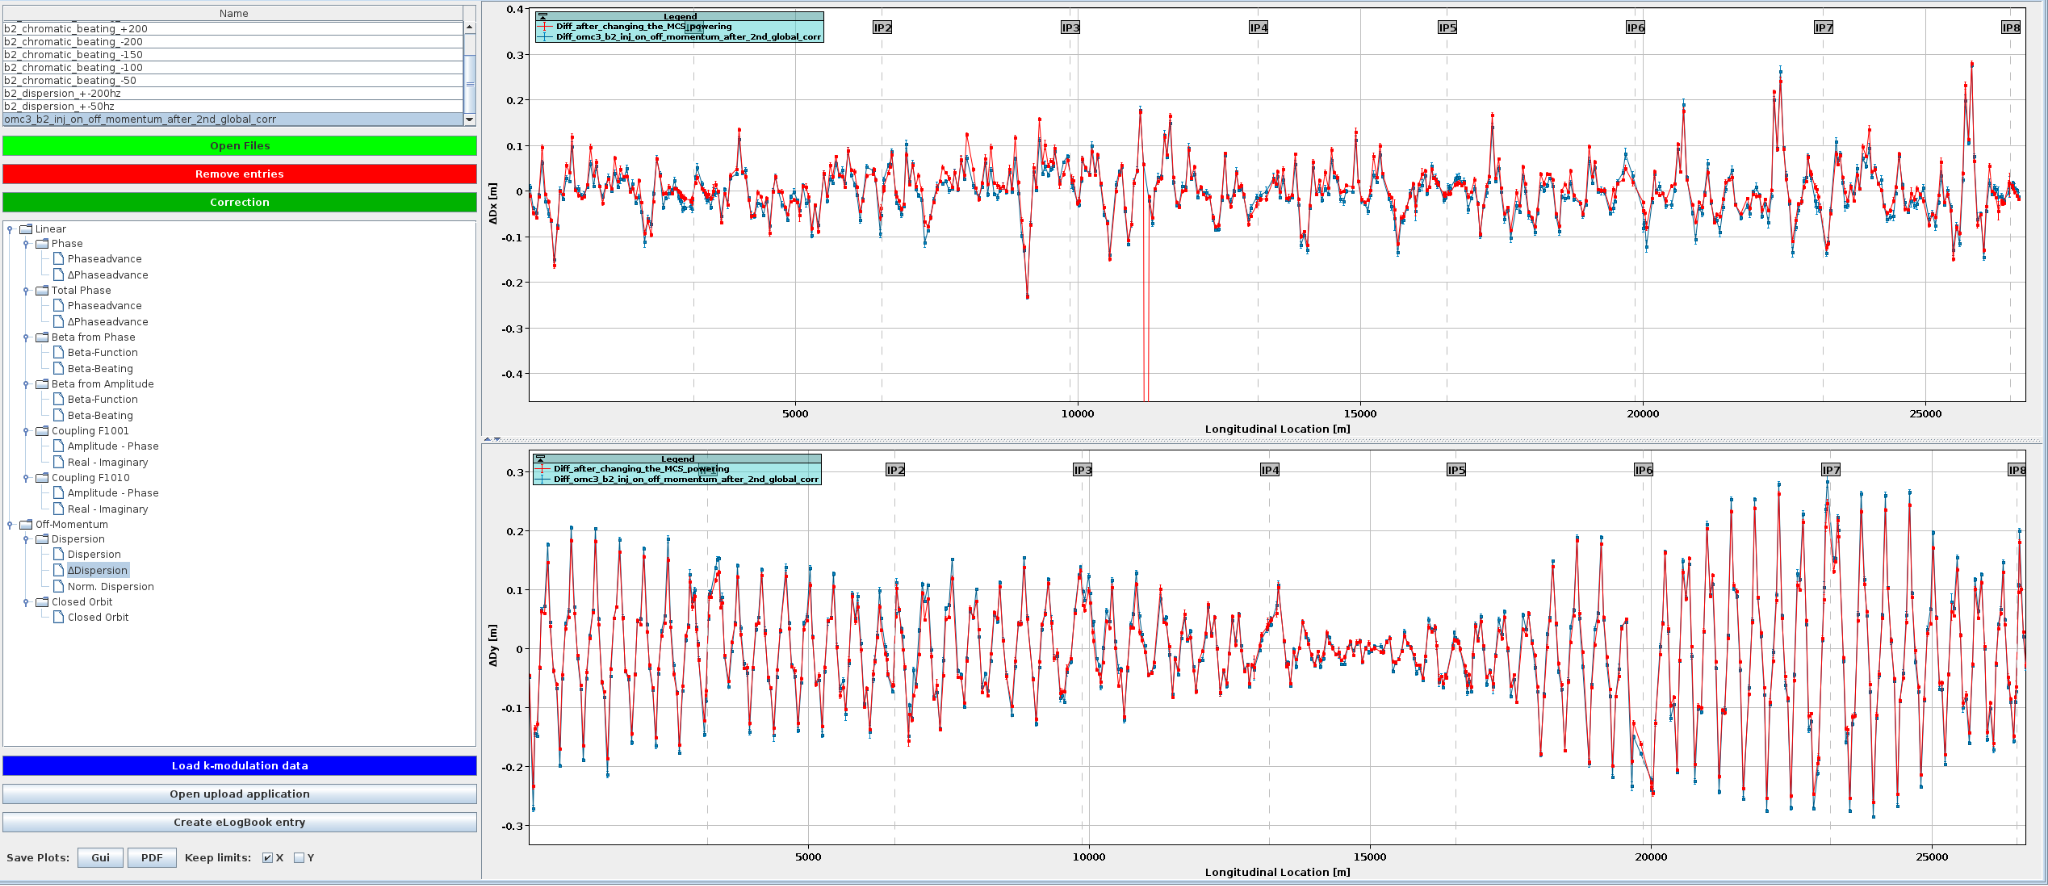 Name
b2_chromatic_beating_+200
b2_chromatic_beating_-200
b2_chromatic_beating_-150
b2_chromatic_beating_-100
b2_chromatic_beating_-50
b2_dispersion_+-200hz
b2_dispersion_+-50hz
omc3_b2_inj_on_off_momentum_after_2nd_global_corr
Open Files
Remove entries
Correction
Linear
Phase
Phaseadvance
ΔPhaseadvance
Total Phase
Phaseadvance
ΔPhaseadvance
Beta from Phase
Beta-Function
Beta-Beating
Beta from Amplitude
Beta-Function
Beta-Beating
Coupling F1001
Amplitude - Phase
Real - Imaginary
Coupling F1010
Amplitude - Phase
Real - Imaginary
Off-Momentum
Dispersion
Dispersion
ΔDispersion
Norm. Dispersion
Closed Orbit
Closed Orbit
Load k-modulation data
Open upload application
Create eLogBook entry
Save Plots: Gui PDF Keep limits: X Y
Legend
Diff_after_changing_the_MCS_powering
Diff_omc3_b2_inj_on_off_momentum_after_2nd_global_corr
IP2 IP3 IP4 IP5 IP6 IP7 IP8
0.4
0.3
0.2
0.1
0
-0.1
-0.2
-0.3
-0.4
ΔDx [m]
5000 10000 15000 20000 25000
Longitudinal Location [m]
Legend
Diff_after_changing_the_MCS_powering
Diff_omc3_b2_inj_on_off_momentum_after_2nd_global_corr
IP2 IP3 IP4 IP5 IP6 IP7 IP8
0.3
0.2
0.1
0
-0.1
-0.2
-0.3
ΔDy [m]
5000 10000 15000 20000 25000
Longitudinal Location [m]